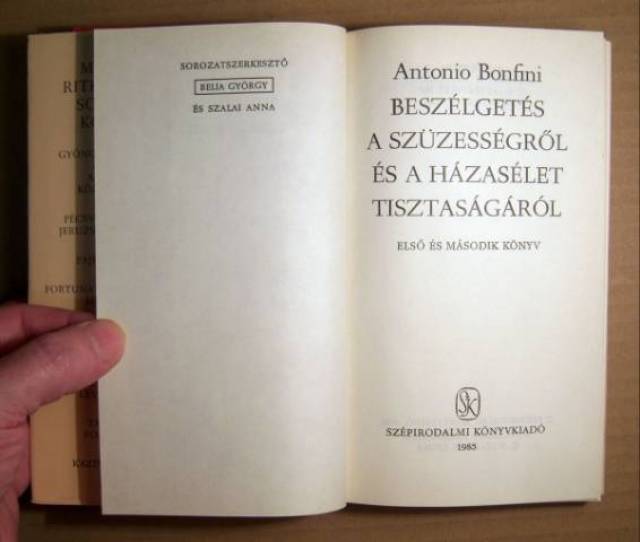 SOROZATSZERKESZTŐ
BELIA GYÖRGY
ÉS SZALAI ANNA
Antonio Bonfini
BESZÉLGETÉS
A SZÜZESSÉGRŐL
ÉS A HÁZASÉLET
TISZTASÁGÁRÓL
ELSŐ ÉS MÁSODIK KÖNYV
SZK
SZÉPIRODALMI KÖNYVKIADÓ
1985